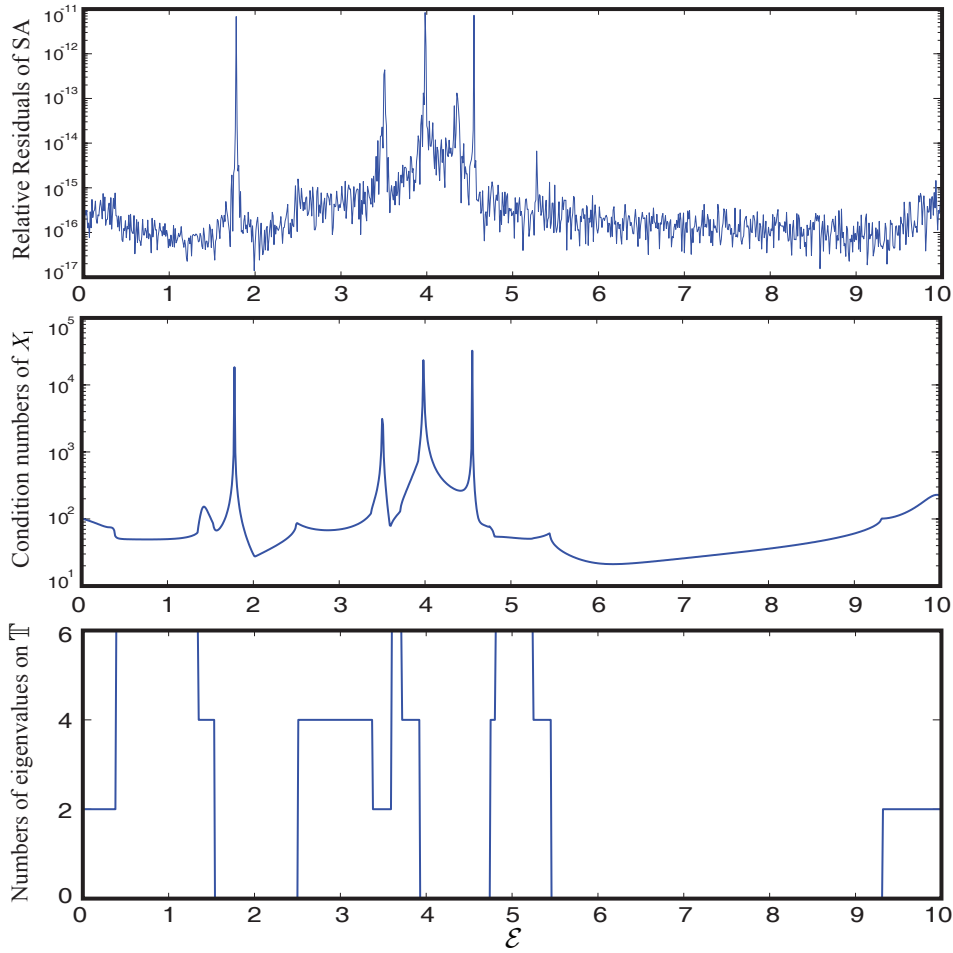 Relative Residuals of SA
10-11
10-12
10-13
10-14
10-15
10-16
10-17
0 1 2 3 4 5 6 7 8 9 10
Condition numbers of X1
10^5
10^4
10^3
10^2
10^1
0 1 2 3 4 5 6 7 8 9 10
Numbers of eigenvalues on 𝕋
6
4
2
0
0 1 2 3 4 5 6 7 8 9 10
ℰ